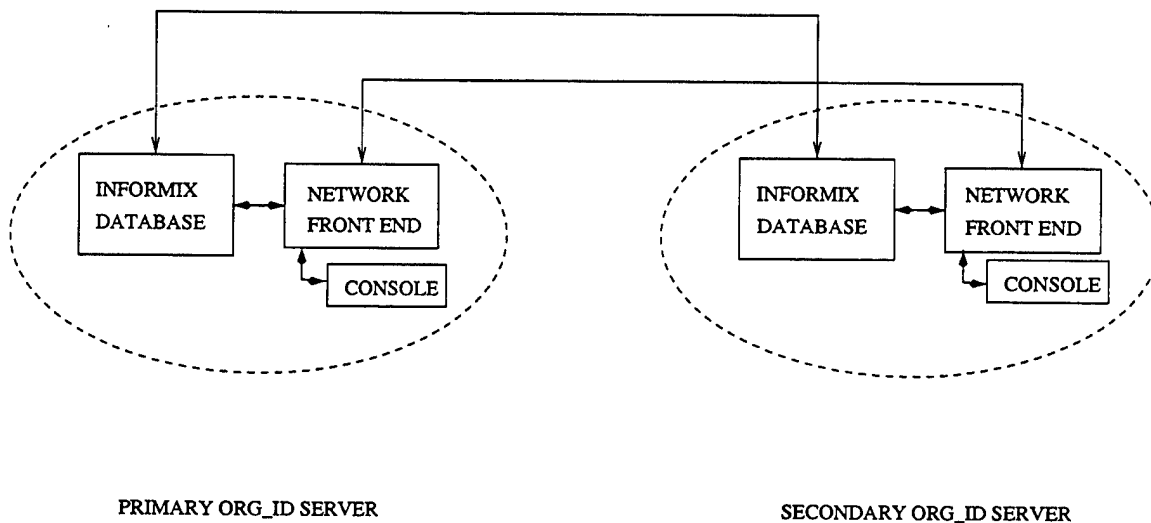 INFORMIX
DATABASE
NETWORK
FRONT END
CONSOLE
INFORMIX
DATABASE
NETWORK
FRONT END
CONSOLE
PRIMARY ORG_ID SERVER
SECONDARY ORG_ID SERVER